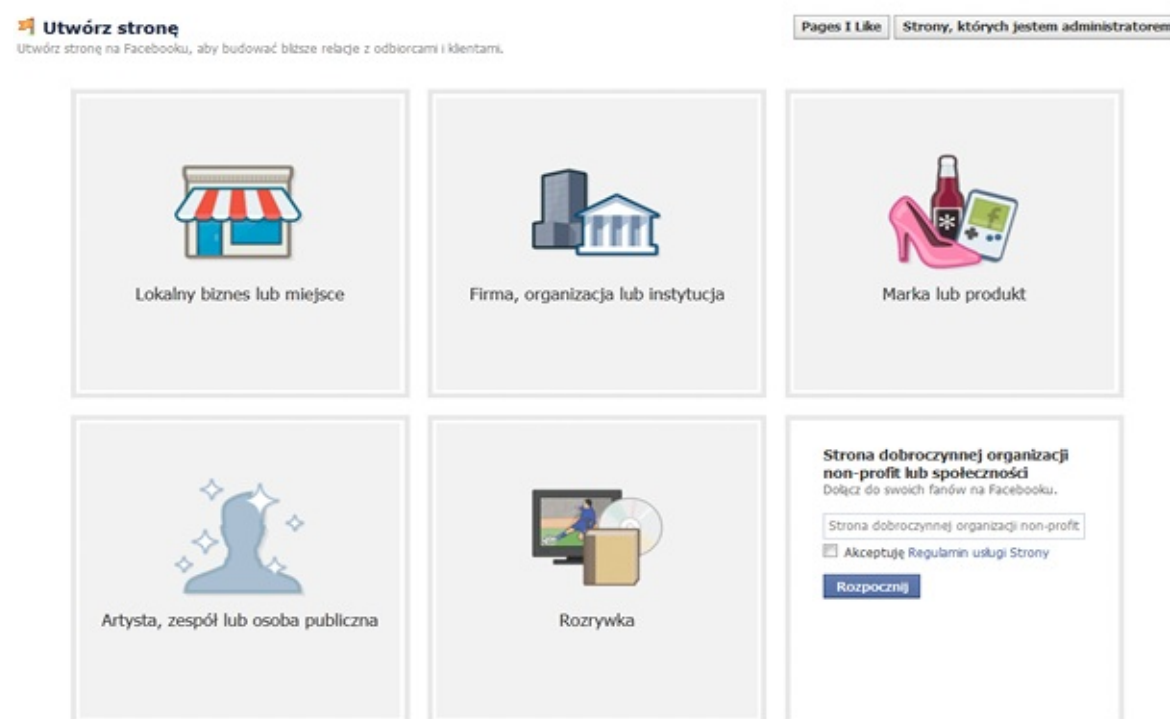 Utwórz stronę
Utwórz stronę na Facebooku, aby budować bliższe relacje z odbiorcami i klientami.
Pages I Like
Strony, których jestem administratorem
Lokalny biznes lub miejsce
Firma, organizacja lub instytucja
Marka lub produkt
Artysta, zespół lub osoba publiczna
Rozrywka
Strona dobroczynnej organizacji
non-profit lub społeczności
Dołącz do swoich fanów na Facebooku.
Strona dobroczynnej organizacji non-profit
Akceptuję Regulamin usługi Strony
Rozpocznij